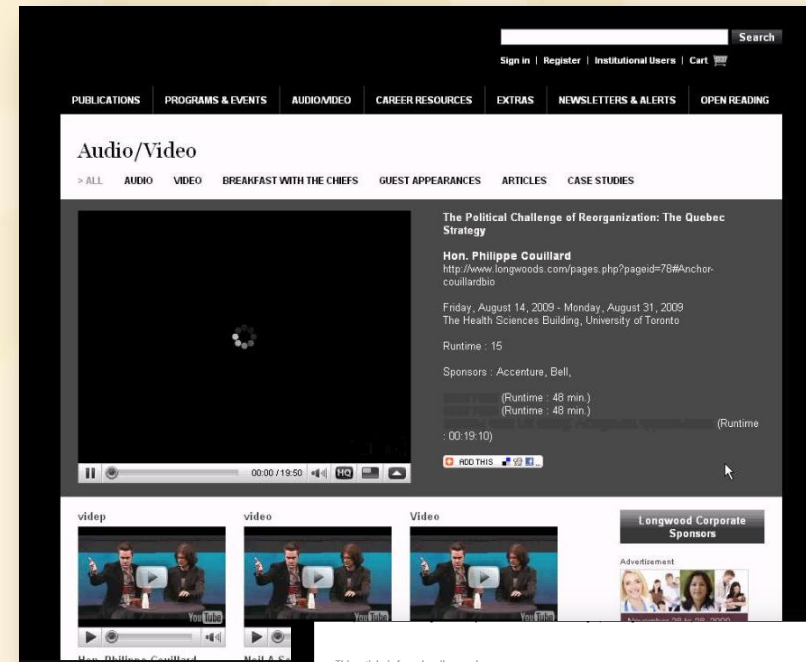 Search
Sign in | Register | Institutional Users | Cart
PUBLICATIONS PROGRAMS & EVENTS AUDIO/VIDEO CAREER RESOURCES EXTRAS NEWSLETTERS & ALERTS OPEN READING
Audio/Video
> ALL AUDIO VIDEO BREAKFAST WITH THE CHIEFS GUEST APPEARANCES ARTICLES CASE STUDIES
The Political Challenge of Reorganization: The Quebec
Strategy
Hon. Philippe Couillard
http://www.longwoods.com/pages.php?pageid=78#Anchor-
couillardbio
Friday, August 14, 2009 - Monday, August 31, 2009
The Health Sciences Building, University of Toronto
Runtime : 15
Sponsors : Accenture, Bell,
(Runtime : 48 min.)
(Runtime : 48 min.)
(Runtime
: 00:19:10)
ADD THIS
00:00 / 19:50 HQ
videp video Video
Longwood Corporate
Sponsors
Advertisement
YouTube YouTube YouTube
Hon. Philippe Couillard